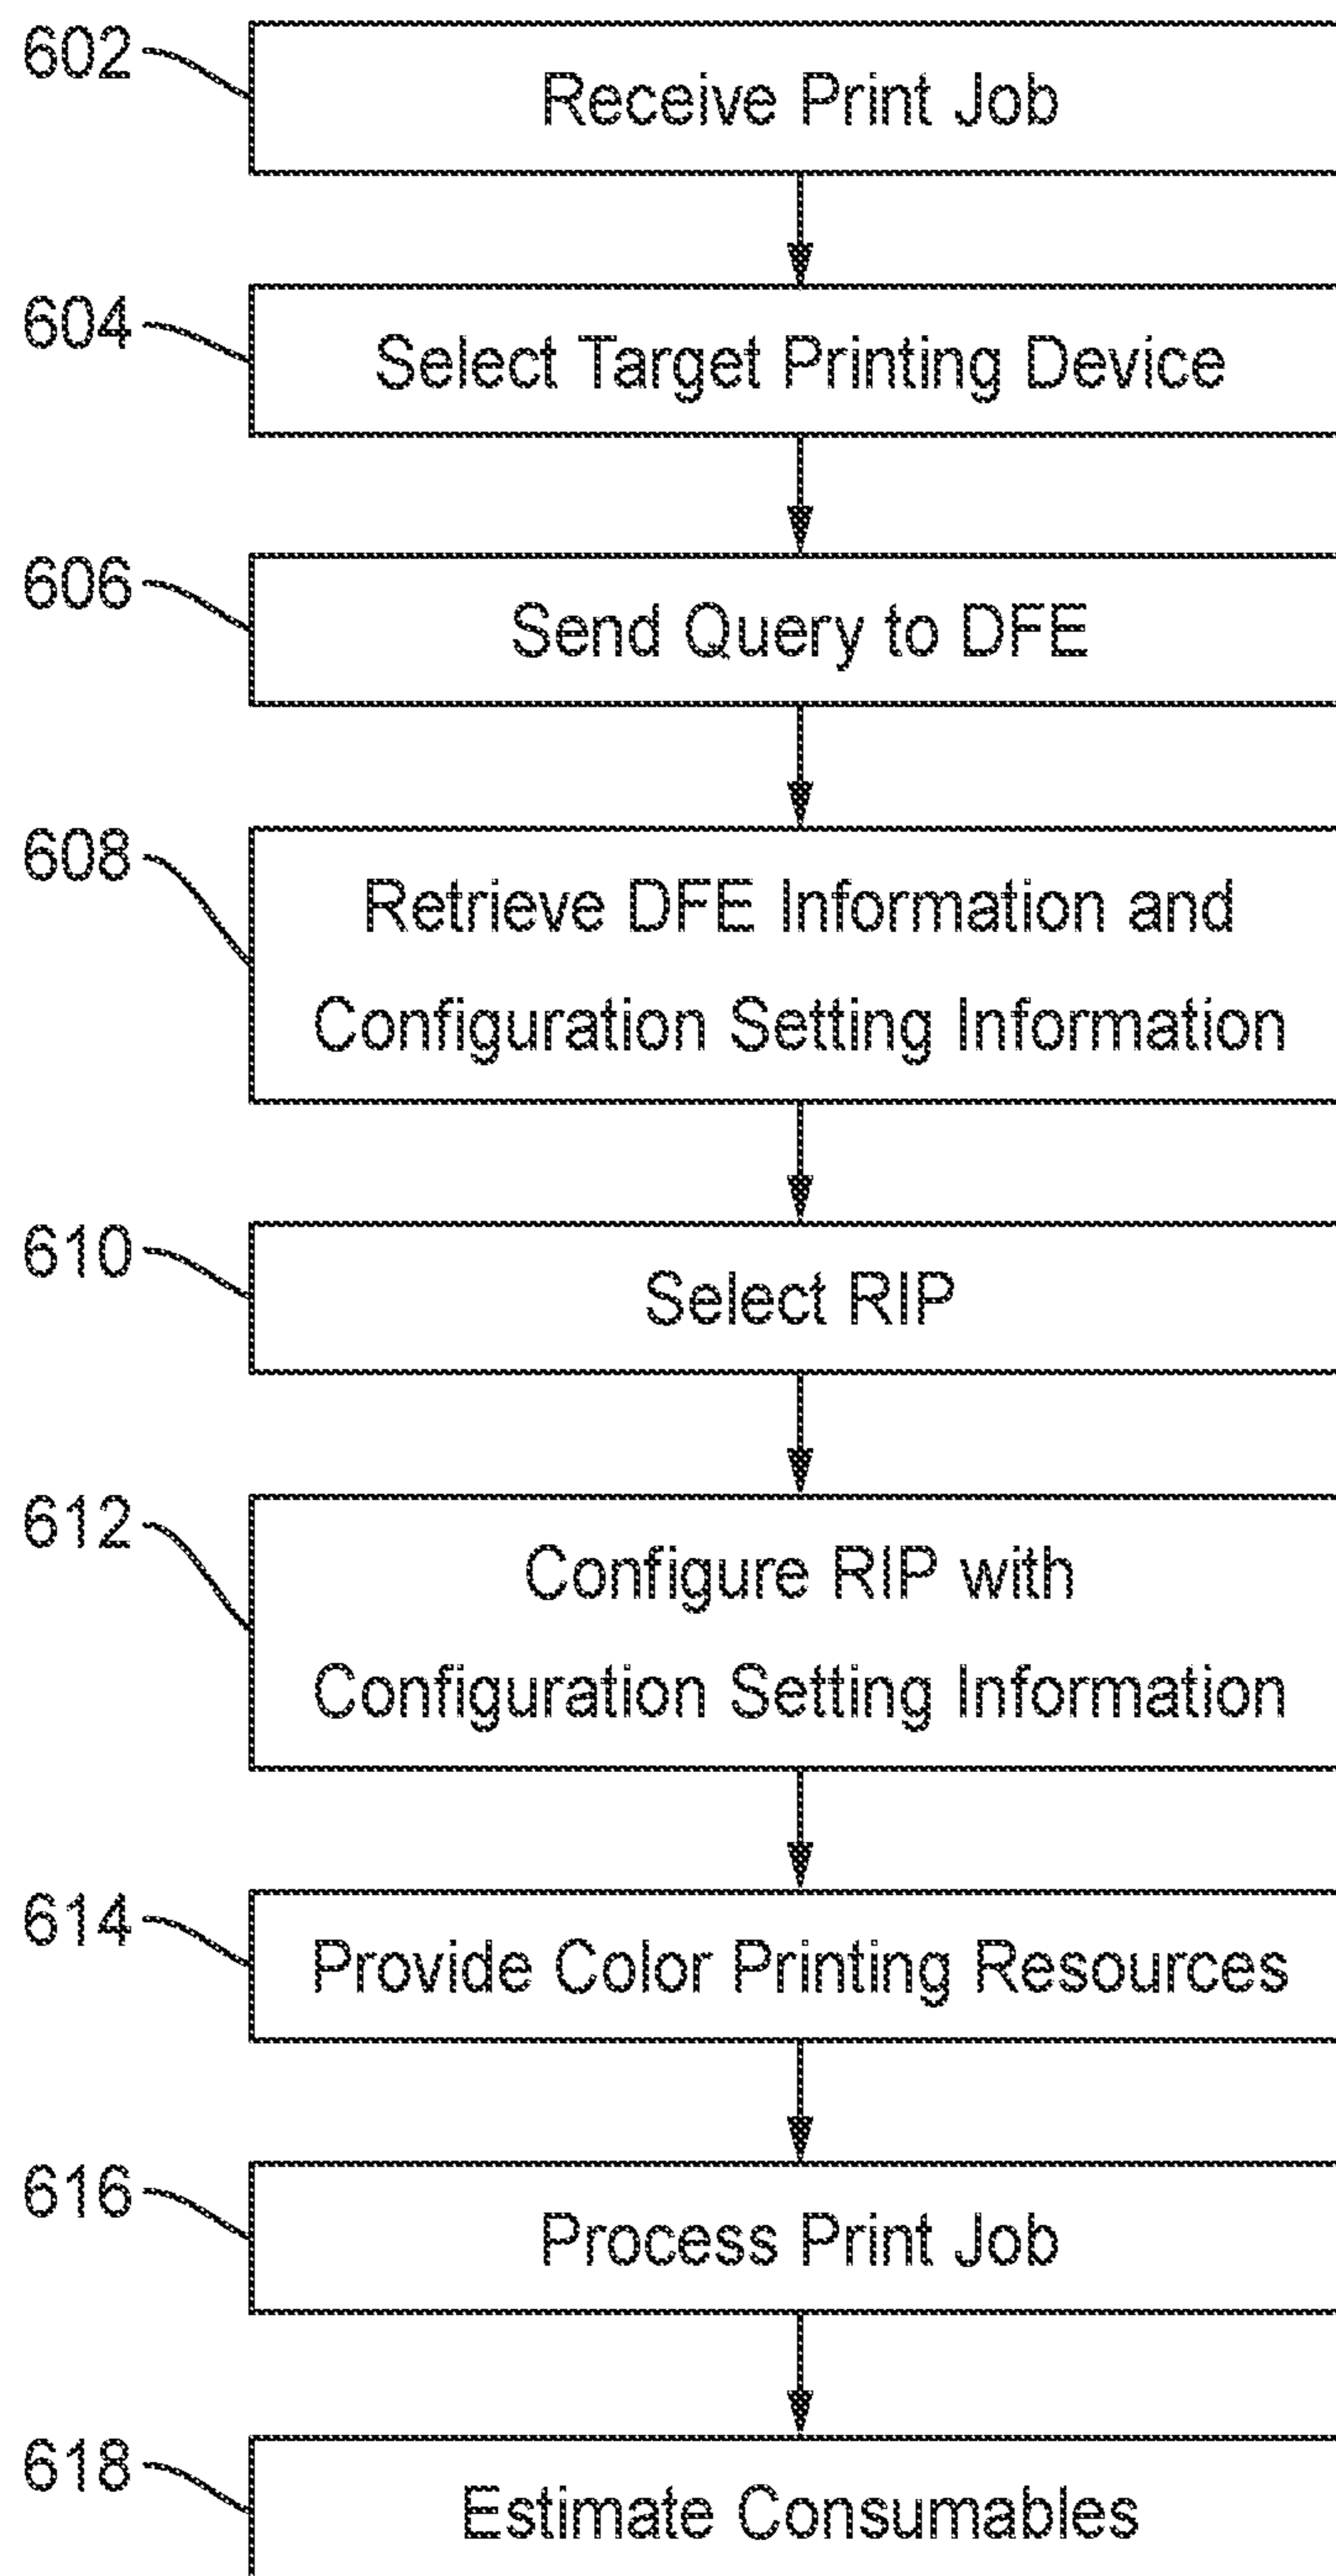 602
Receive Print Job
604
Select Target Printing Device
606
Send Query to DFE
608
Retrieve DFE Information and
Configuration Setting Information
610
Select RIP
612
Configure RIP with
Configuration Setting Information
614
Provide Color Printing Resources
616
Process Print Job
618
Estimate Consumables